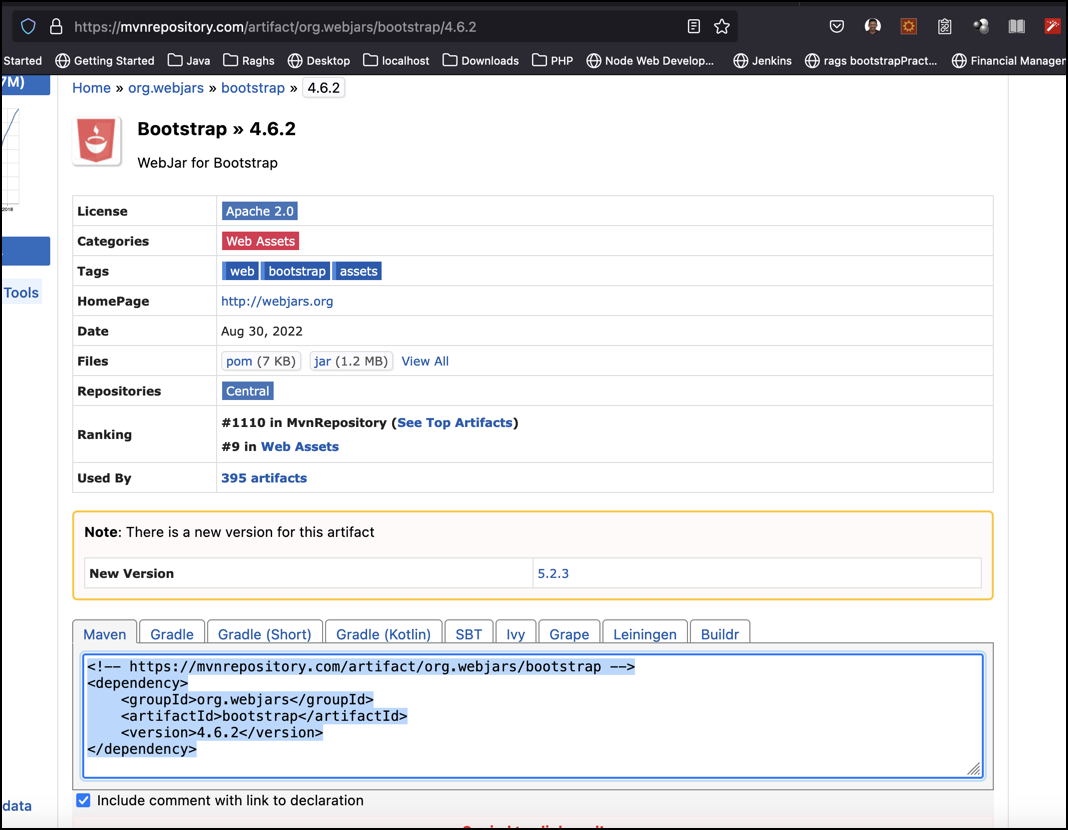 https://mvnrepository.com/artifact/org.webjars/bootstrap/4.6.2
Started Getting Started Java Raghs Desktop localhost Downloads PHP Node Web Develop... Jenkins rags bootstrapPract... Financial Manager
7M)
2018
Tools
data
Home » org.webjars » bootstrap » 4.6.2
Bootstrap » 4.6.2
WebJar for Bootstrap
License Apache 2.0
Categories Web Assets
Tags web bootstrap assets
HomePage http://webjars.org
Date Aug 30, 2022
Files pom (7 KB) jar (1.2 MB) View All
Repositories Central
Ranking #1110 in MvnRepository (See Top Artifacts)
#9 in Web Assets
Used By 395 artifacts
Note: There is a new version for this artifact
New Version 5.2.3
Maven Gradle Gradle (Short) Gradle (Kotlin) SBT Ivy Grape Leiningen Buildr
<!-- https://mvnrepository.com/artifact/org.webjars/bootstrap -->
<dependency>
    <groupId>org.webjars</groupId>
    <artifactId>bootstrap</artifactId>
    <version>4.6.2</version>
</dependency>
Include comment with link to declaration